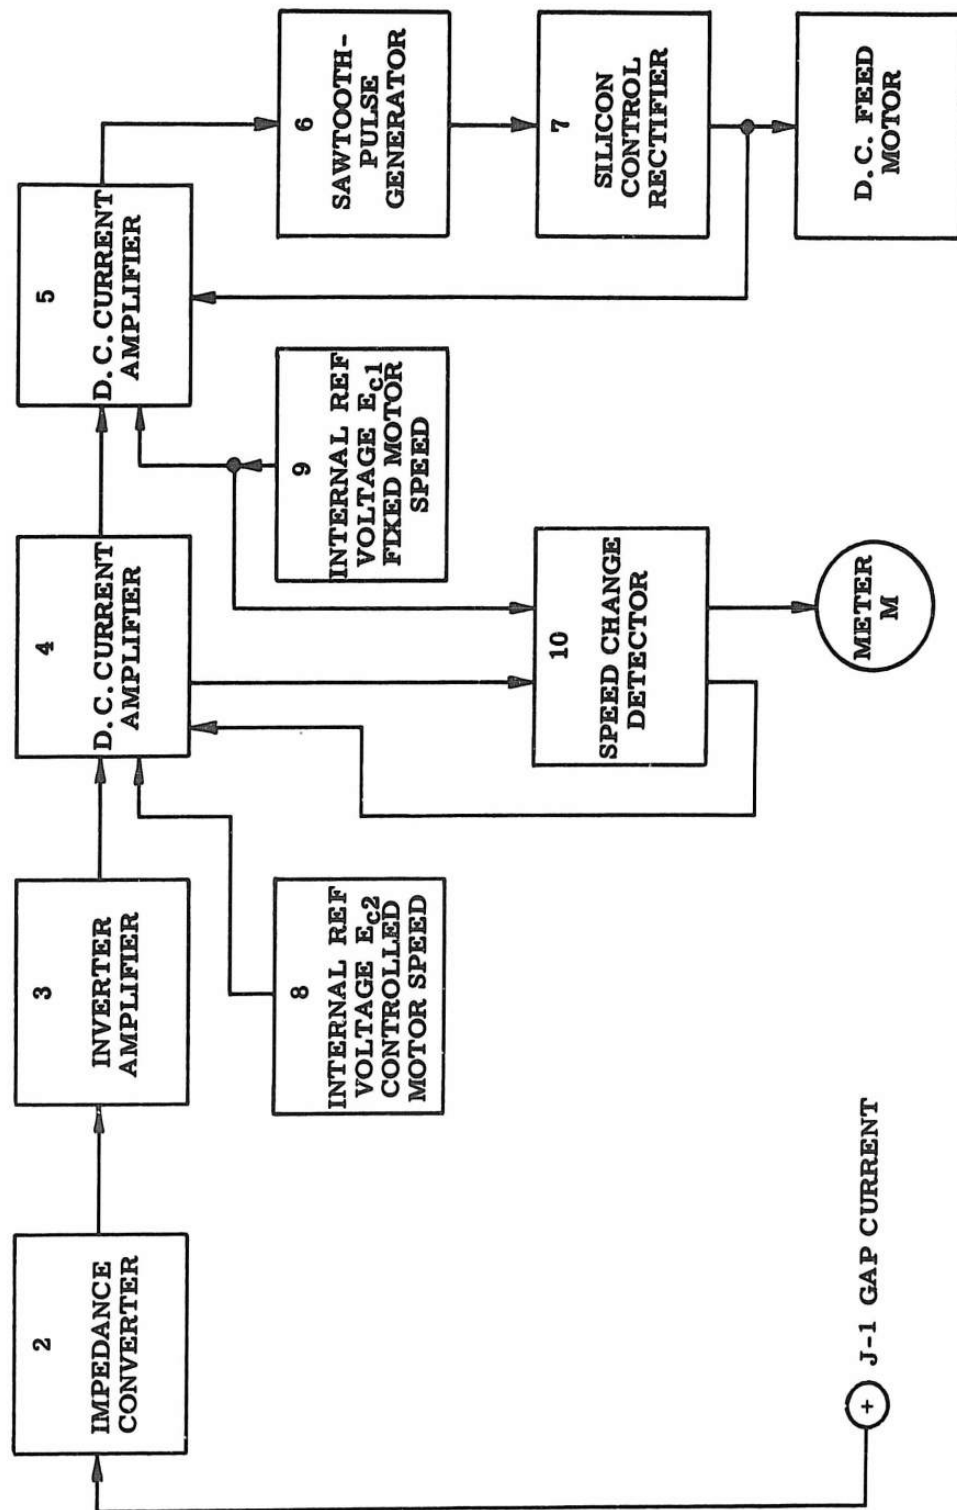 2
IMPEDANCE
CONVERTER
3
INVERTER
AMPLIFIER
4
D.C. CURRENT
AMPLIFIER
5
D.C. CURRENT
AMPLIFIER
8
INTERNAL REF
VOLTAGE Ec2
CONTROLLED
MOTOR SPEED
9
INTERNAL REF
VOLTAGE Ec1
FIXED MOTOR
SPEED
6
SAWTOOTH-
PULSE
GENERATOR
10
SPEED CHANGE
DETECTOR
7
SILICON
CONTROL
RECTIFIER
+ J-1 GAP CURRENT
METER
M
D.C. FEED
MOTOR